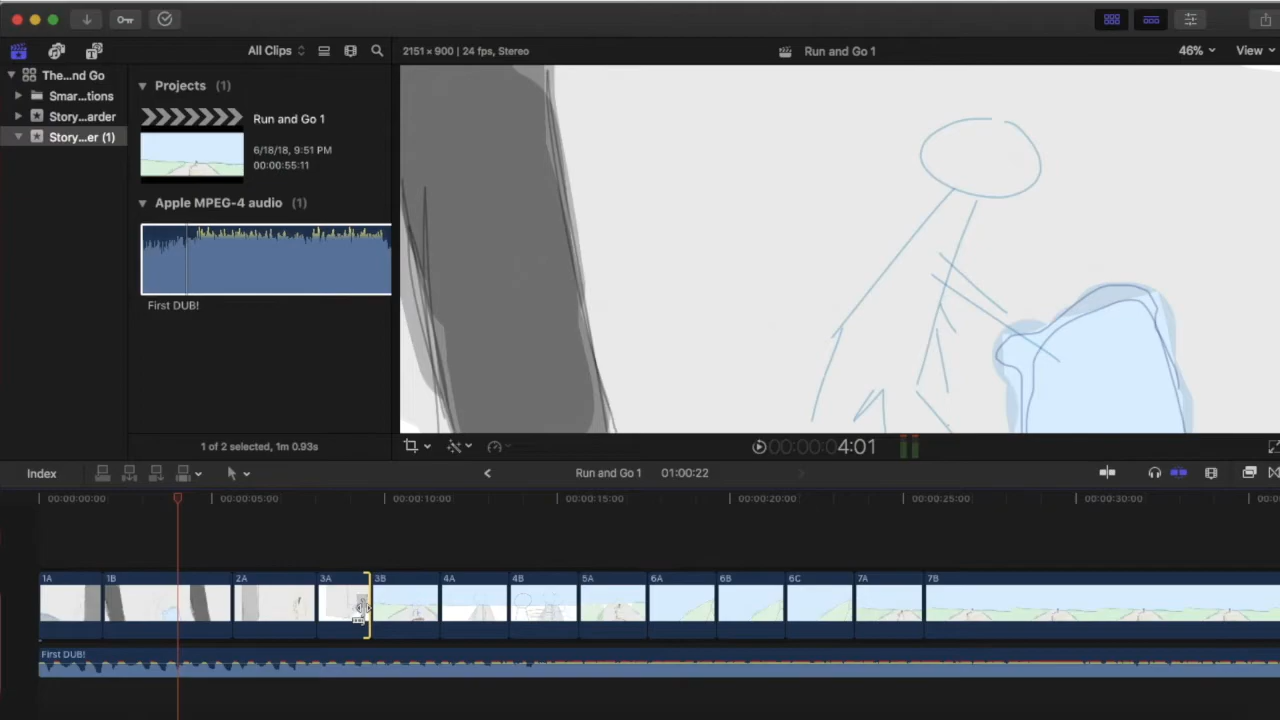 All Clips
2151 × 900 | 24 fps, Stereo
Run and Go 1
46%
View
The...nd Go
Smar...tions
Story...arder
Story...er (1)
Projects (1)
Run and Go 1
6/18/18, 9:51 PM
00:00:55:11
Apple MPEG-4 audio (1)
First DUB!
1 of 2 selected, 1m 0.93s
00:00:00:04:01
Index
Run and Go 1
01:00:22
00:00:00:00
00:00:05:00
00:00:10:00
00:00:15:00
00:00:20:00
00:00:25:00
00:00:30:00
1A
1B
2A
3A
3B
4A
4B
5A
6A
6B
6C
7A
7B
First DUB!